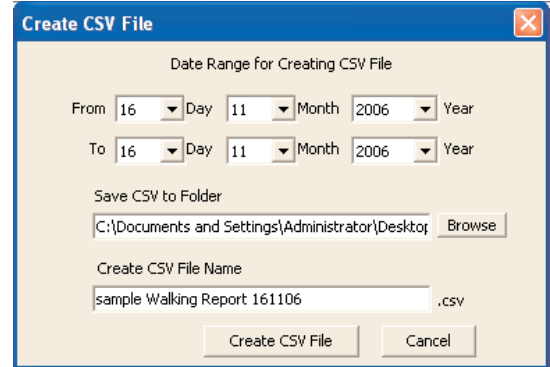 Create CSV File
Date Range for Creating CSV File
From 16 Day 11 Month 2006 Year
To 16 Day 11 Month 2006 Year
Save CSV to Folder
C:\Documents and Settings\Administrator\Desktop Browse
Create CSV File Name
sample Walking Report 161106 .csv
Create CSV File Cancel